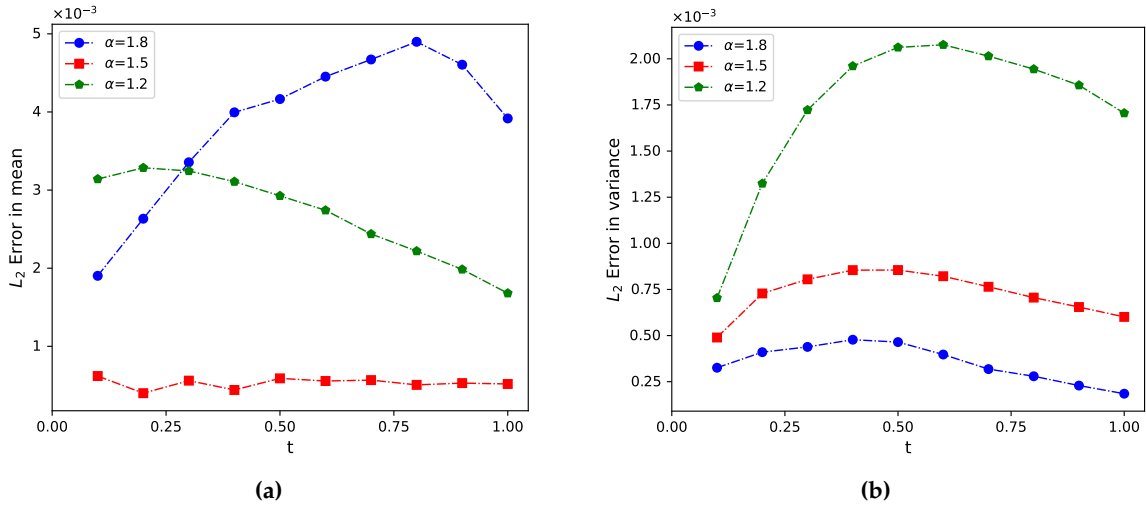 ×10⁻³
5
4
3
2
1
L₂ Error in mean
α=1.8
α=1.5
α=1.2
0.00
0.25
0.50
0.75
1.00
t
(a)
×10⁻³
2.00
1.75
1.50
1.25
1.00
0.75
0.50
0.25
L₂ Error in variance
α=1.8
α=1.5
α=1.2
0.00
0.25
0.50
0.75
1.00
t
(b)